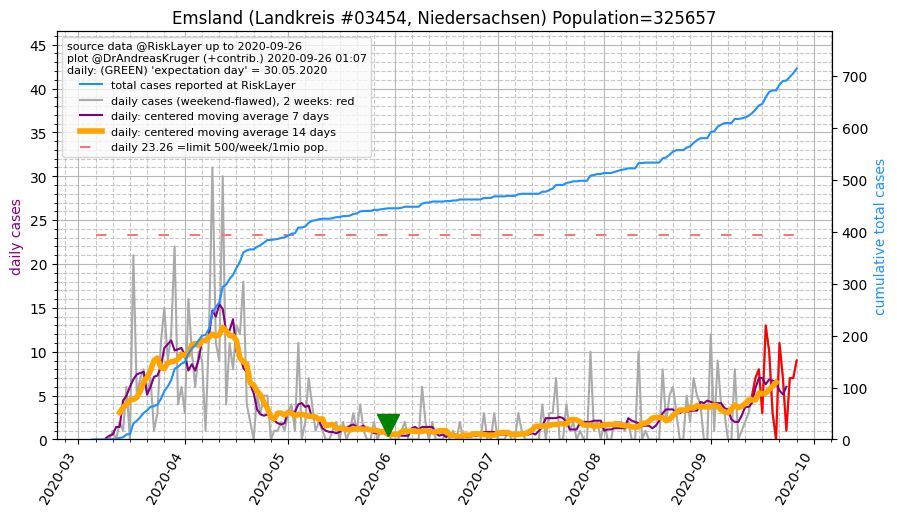 Emsland (Landkreis #03454, Niedersachsen) Population=325657
source data @RiskLayer up to 2020-09-26
plot @DrAndreasKruger (+contrib.) 2020-09-26 01:07
daily: (GREEN) 'expectation day' = 30.05.2020
total cases reported at RiskLayer
daily cases (weekend-flawed), 2 weeks: red
daily: centered moving average 7 days
daily: centered moving average 14 days
daily 23.26 =limit 500/week/1mio pop.
daily cases
45
40
35
30
25
20
15
10
5
0
cumulative total cases
700
600
500
400
300
200
100
0
2020-03
2020-04
2020-05
2020-06
2020-07
2020-08
2020-09
2020-10